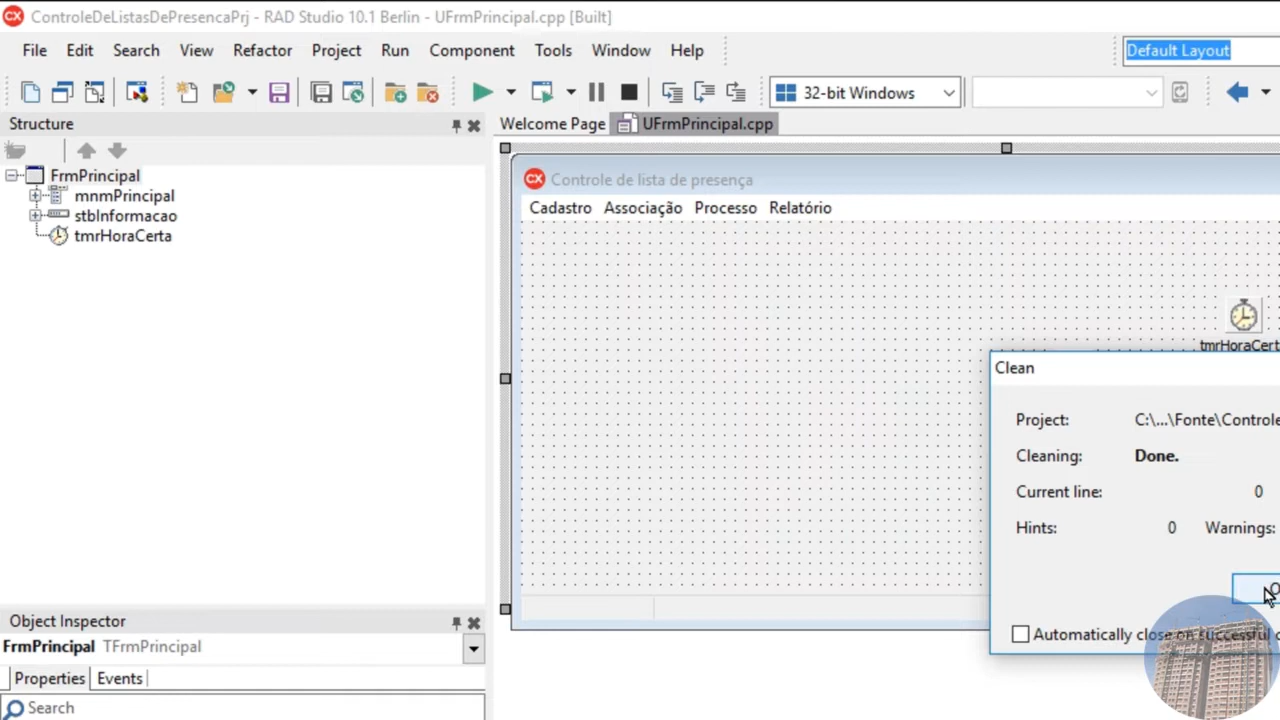 ControleDeListasDePresencaPrj - RAD Studio 10.1 Berlin - UFrmPrincipal.cpp [Built]
File Edit Search View Refactor Project Run Component Tools Window Help
Default Layout
32-bit Windows
Structure
Welcome Page UFrmPrincipal.cpp
FrmPrincipal
mnmPrincipal
stbInformacao
tmrHoraCerta
Controle de lista de presença
Cadastro Associação Processo Relatório
tmrHoraCert
Clean
Project: C:\...\Fonte\Controle
Cleaning: Done.
Current line: 0
Hints: 0 Warnings:
Automatically close on successful
Object Inspector
FrmPrincipal TFrmPrincipal
Properties Events
Search